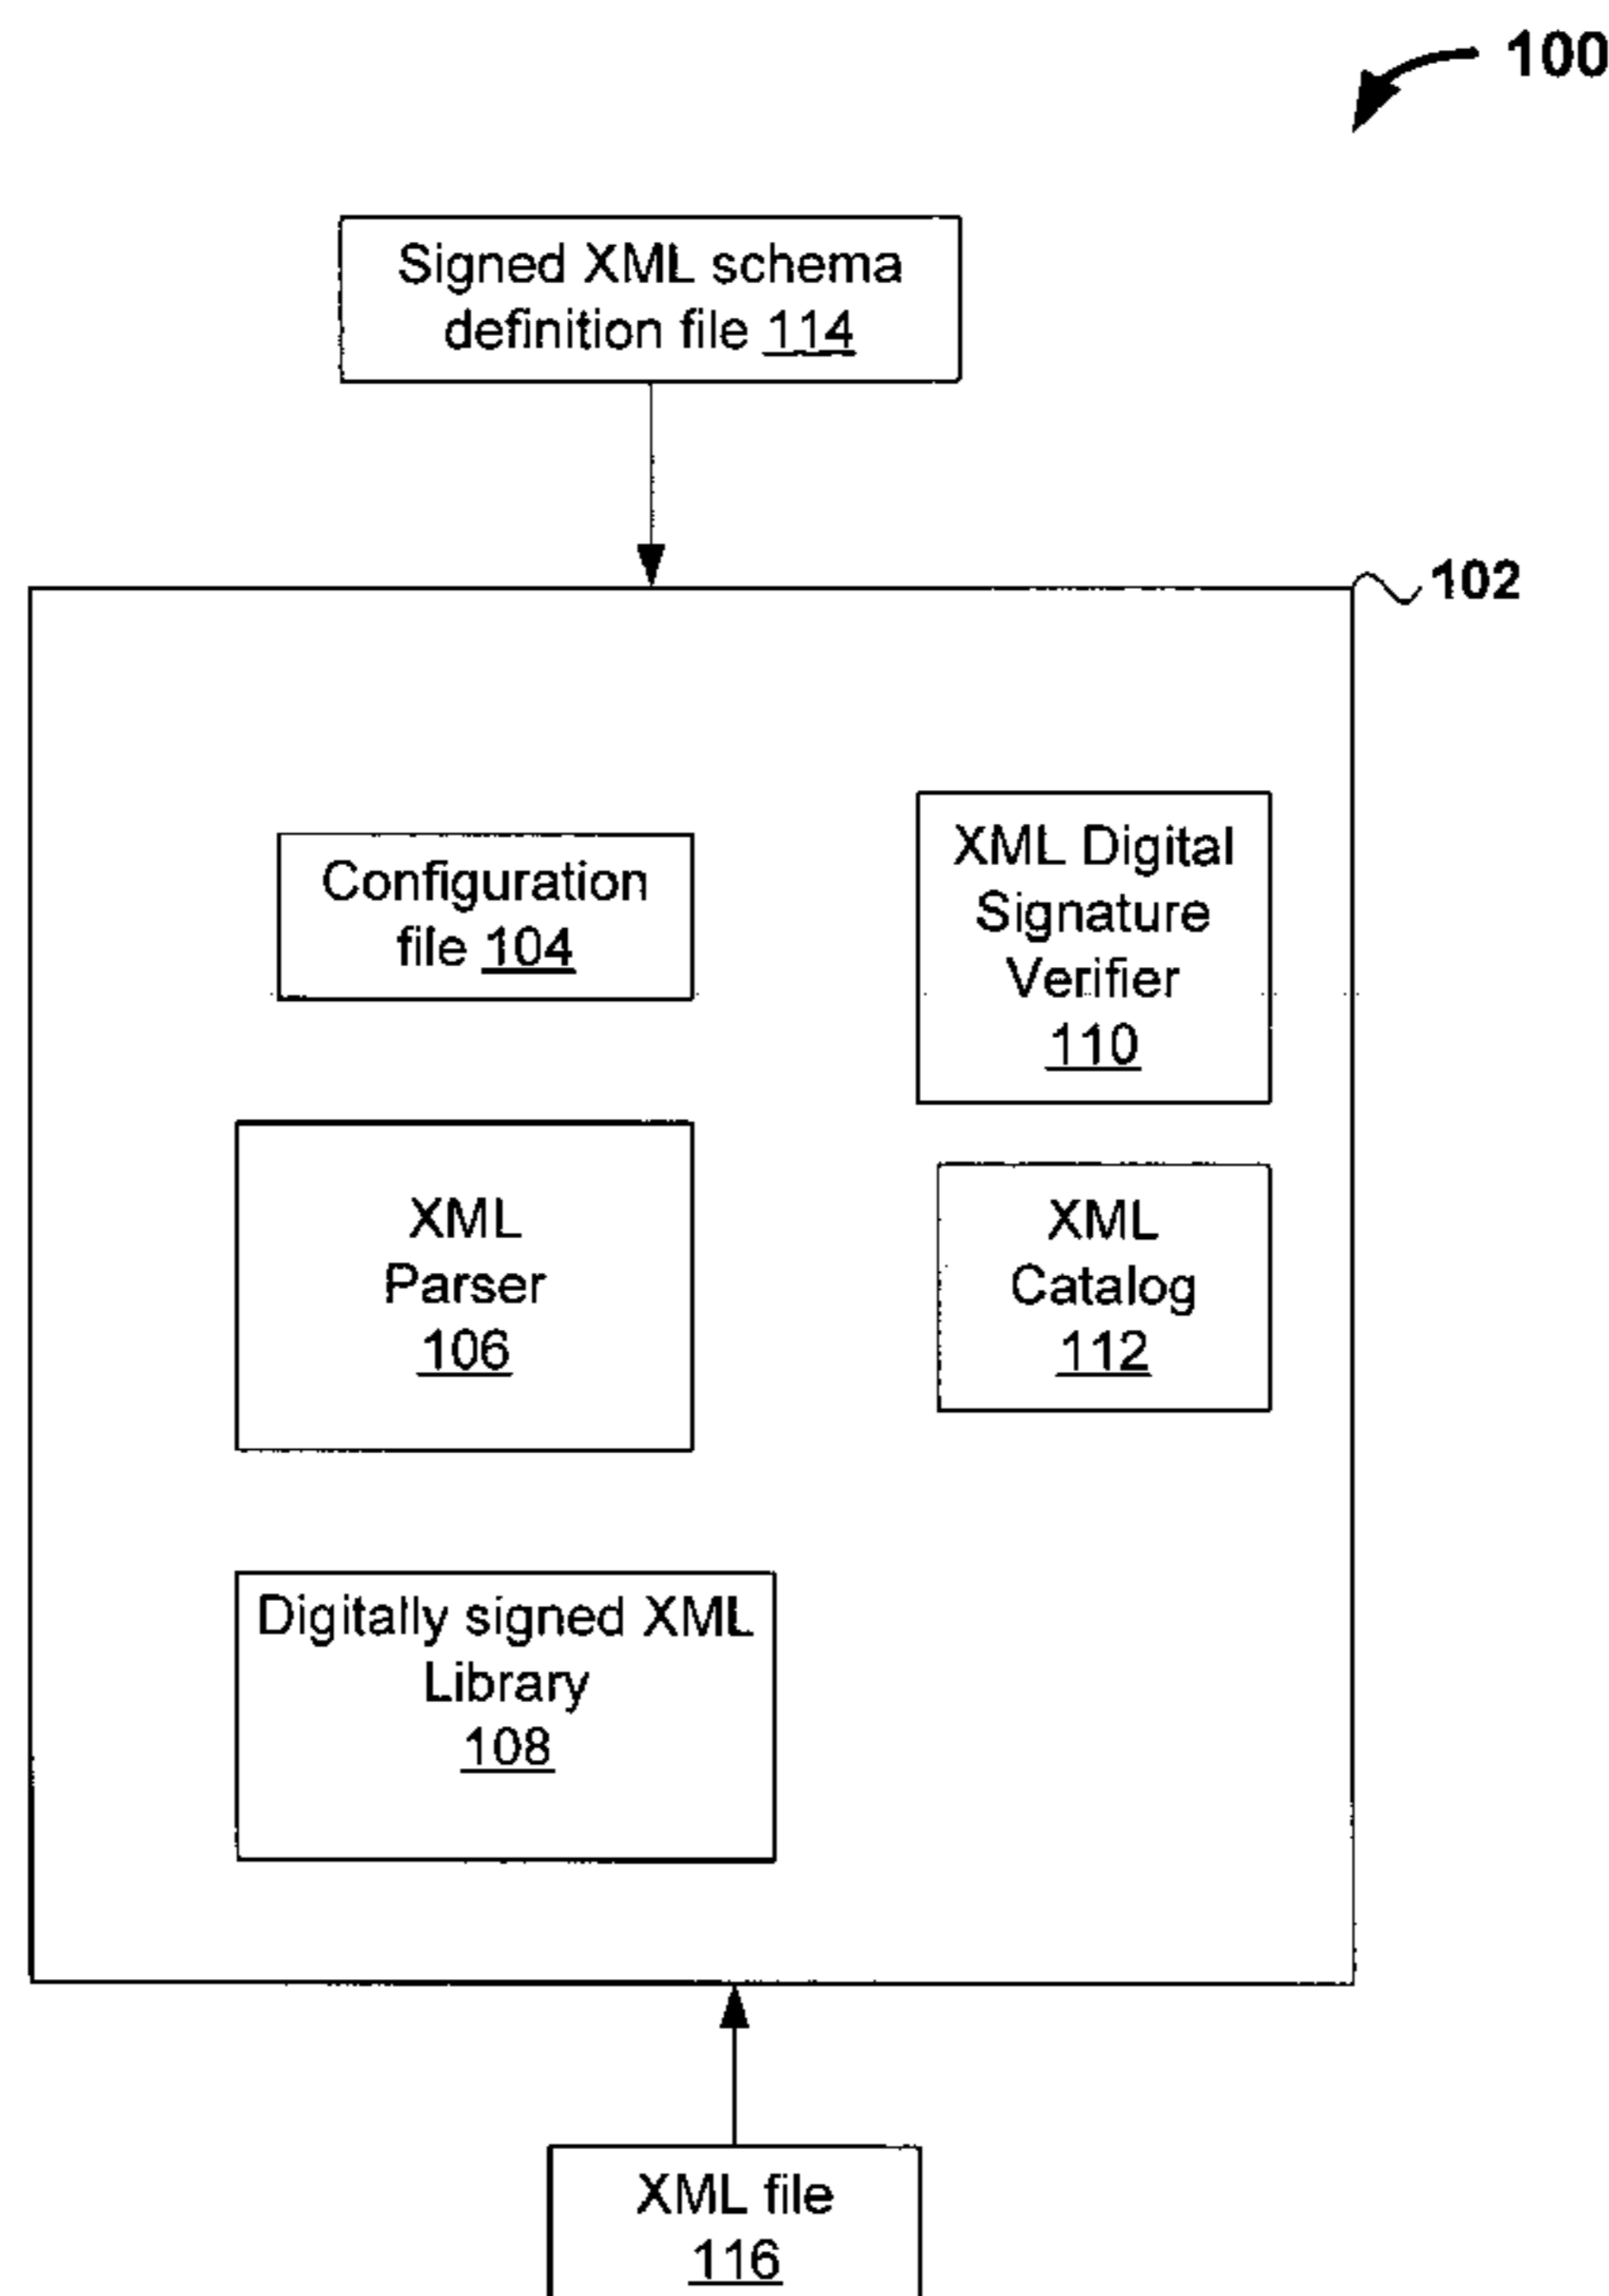 100
Signed XML schema
definition file 114
102
Configuration
file 104
XML Digital
Signature
Verifier
110
XML
Parser
106
XML
Catalog
112
Digitally signed XML
Library
108
XML file
116